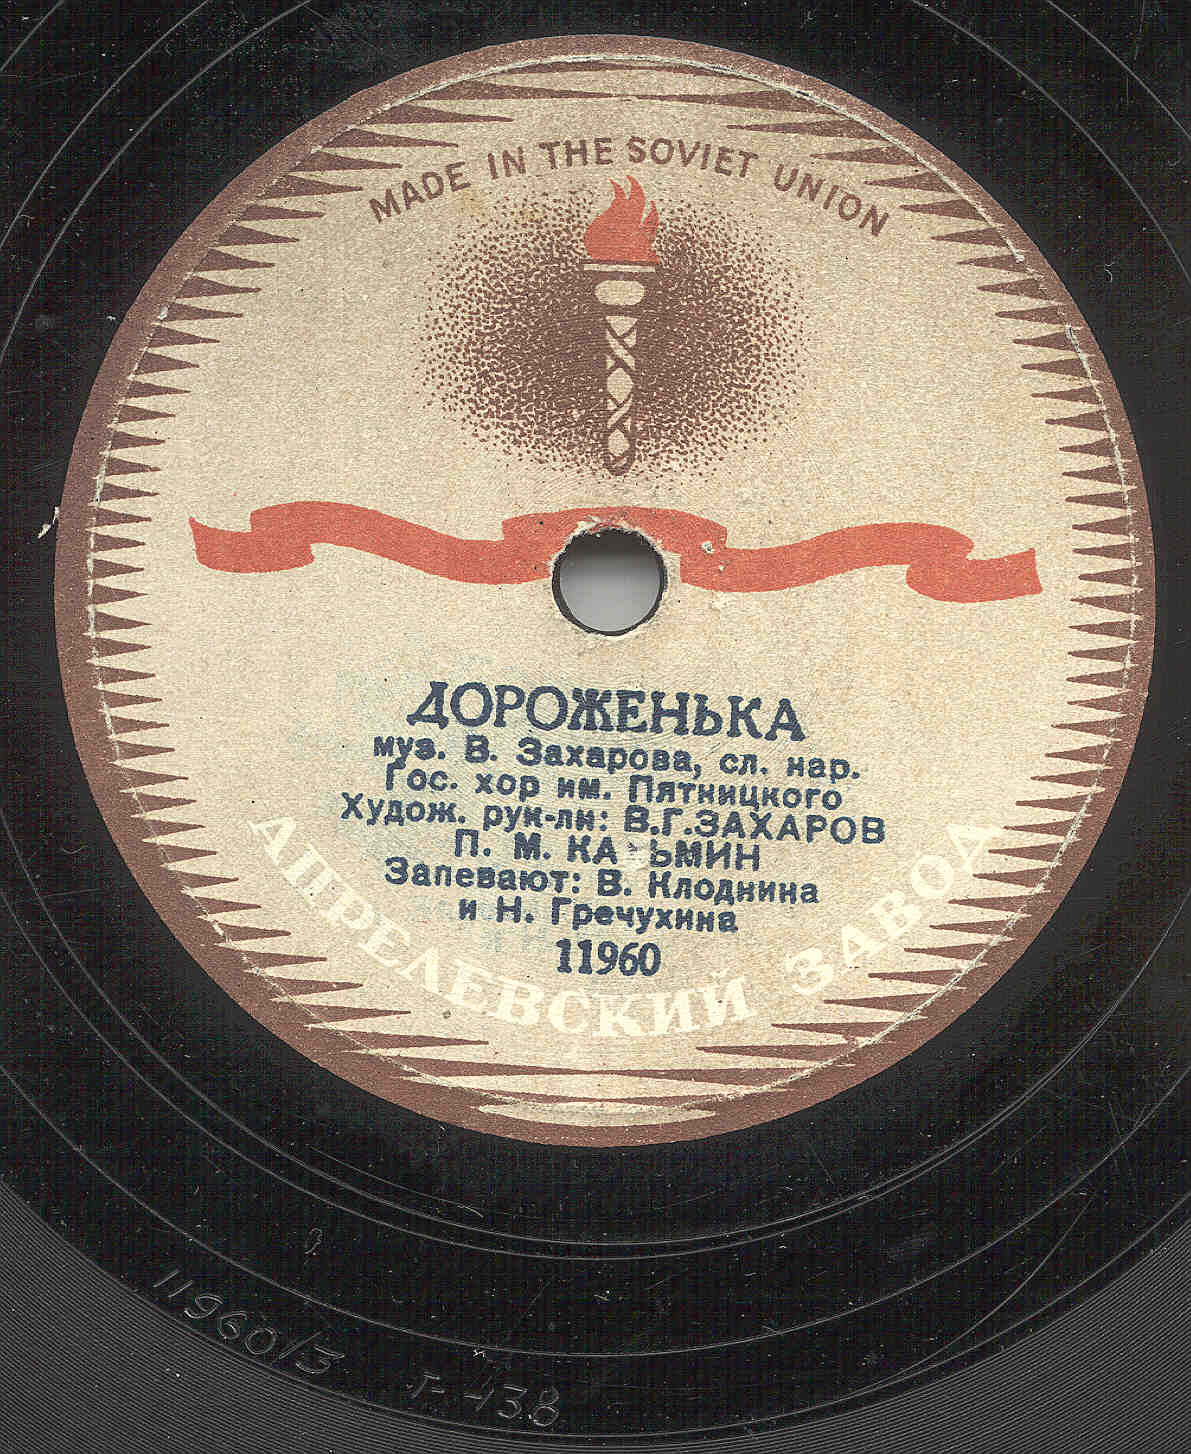 MADE IN THE SOVIET UNION
ДОРОЖЕНЬКА
муз. В. Захарова, сл. нар.
Гос. хор им. Пятницкого
Худож. рук-ли: В.Г.ЗАХАРОВ
П. М.
Запевают: В. Клоднина
и Н. Гречухина
11960
АПРЕЛЕВСКИЙ ЗАВОД
11960/3 Г-438